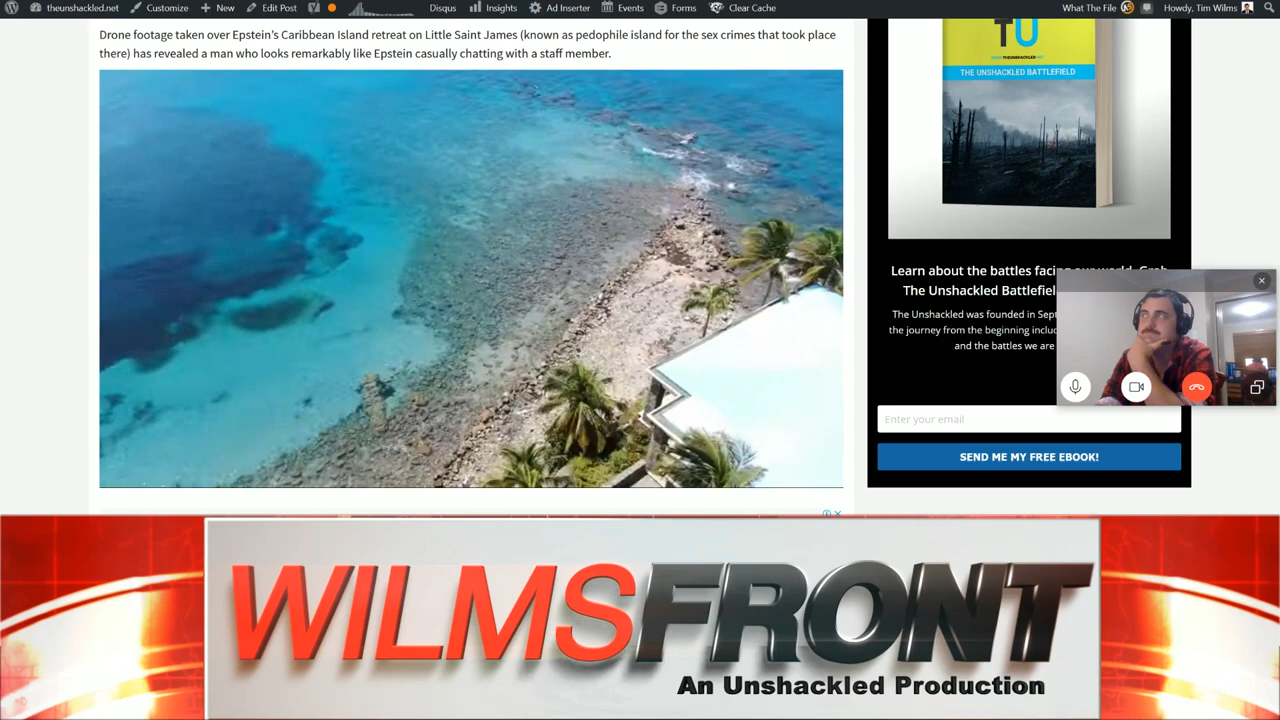 theunshackled.net Customize New Edit Post Disqus Insights Ad Inserter Events Forms Clear Cache What The File Howdy, Tim Wilms
Drone footage taken over Epstein's Caribbean Island retreat on Little Saint James (known as pedophile island for the sex crimes that took place
there) has revealed a man who looks remarkably like Epstein casually chatting with a staff member.
TU
THE UNSHACKLED BATTLEFIELD
Learn about the battles facing our world. Grab
The Unshackled Battlefiel
The Unshackled was founded in Sept
the journey from the beginning includ
and the battles we are
Enter your email
SEND ME MY FREE EBOOK!
WILMSFRONT
An Unshackled Production